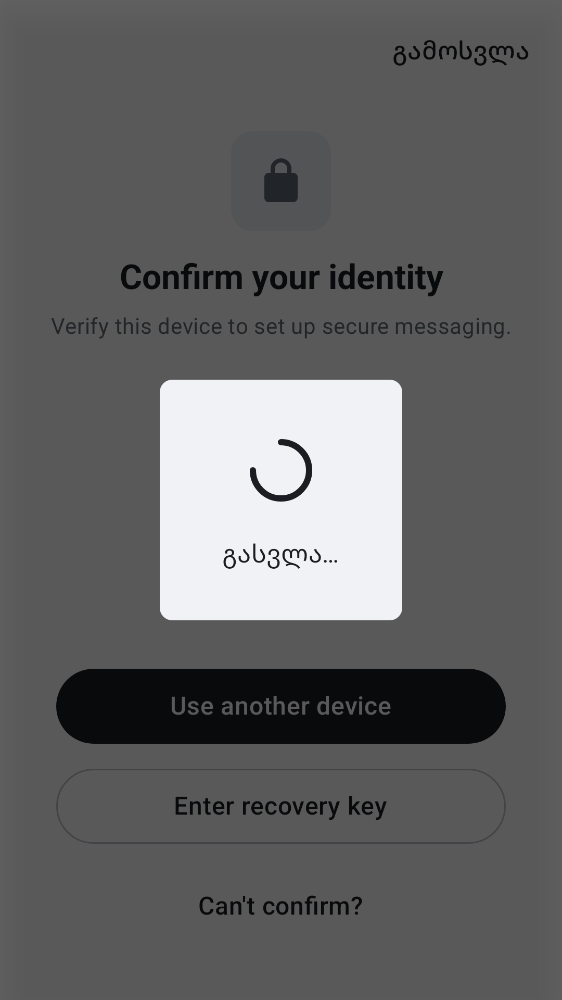 გამოსვლა
Confirm your identity
Verify this device to set up secure messaging.
გასვლა…
Use another device
Enter recovery key
Can't confirm?